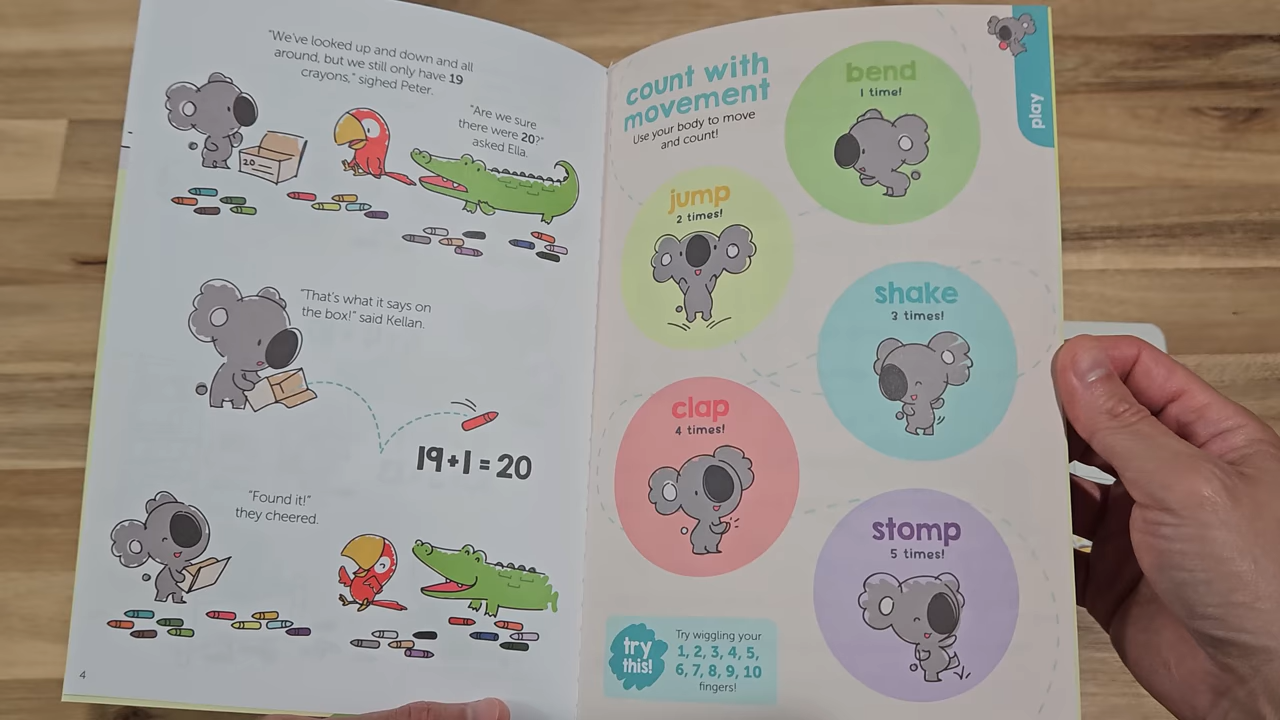 "We've looked up and down and all
around, but we still only have 19
crayons," sighed Peter.
"Are we sure
there were 20?"
asked Ella.
20
"That's what it says on
the box!" said Kellan.
19+1=20
"Found it!"
they cheered.
4
count with
movement
Use your body to move
and count!
bend
1 time!
jump
2 times!
shake
3 times!
clap
4 times!
stomp
5 times!
try
this!
Try wiggling your
1, 2, 3, 4, 5,
6, 7, 8, 9, 10
fingers!
play